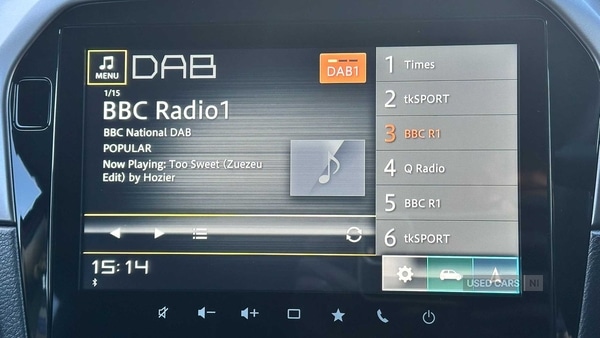 MENU
DAB
DAB1
1/15
BBC Radio1
BBC National DAB
POPULAR
Now Playing: Too Sweet (Zuezeu
Edit) by Hozier
1 Times
2 tkSPORT
3 BBC R1
4 Q Radio
5 BBC R1
6 tkSPORT
15:14
USED CARS NI